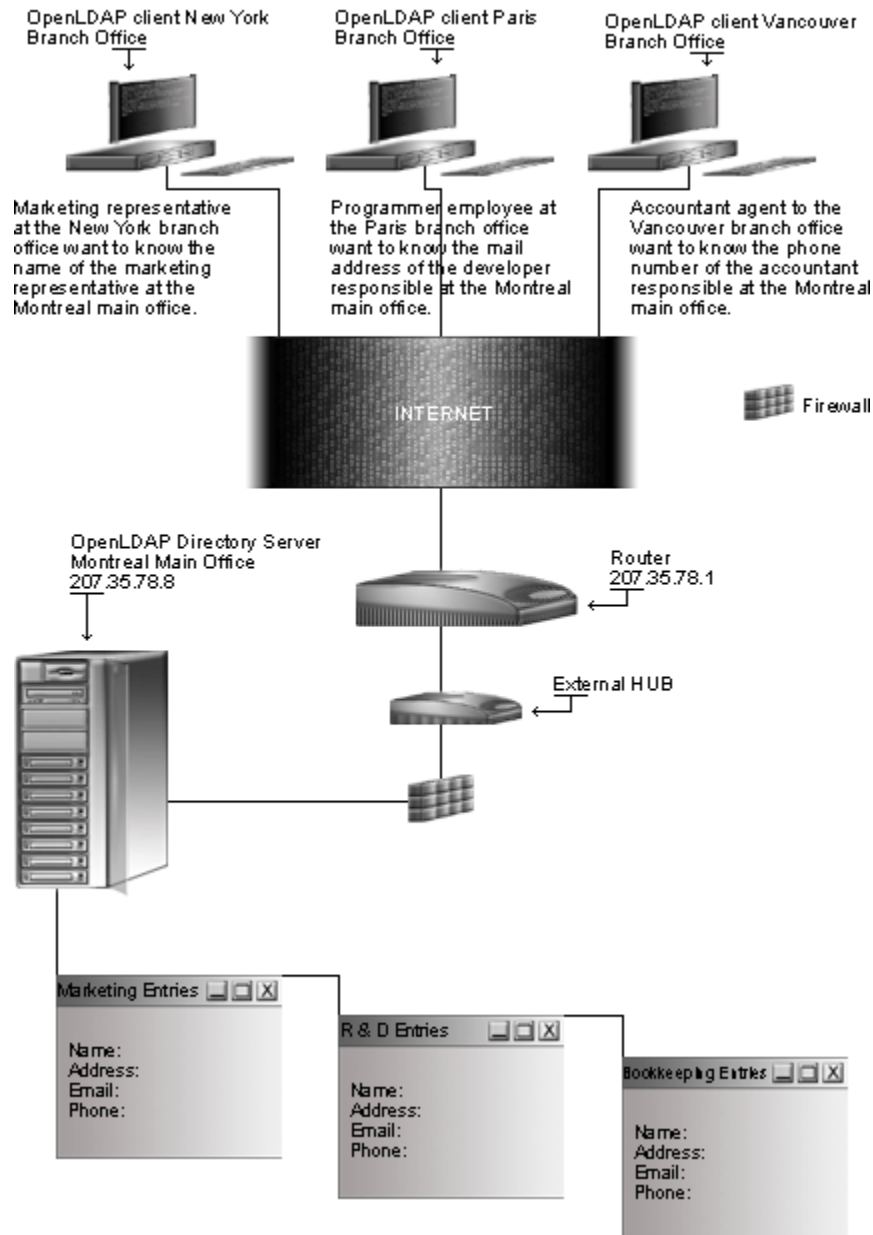 OpenLDAP client New York
Branch Office
OpenLDAP client Paris
Branch Office
OpenLDAP client Vancouver
Branch Office
Marketing representative
at the New York branch
office want to know the
name of the marketing
representative at the
Montreal main office.
Programmer employee at
the Paris branch office
want to know the mail
address of the developer
responsible at the Montreal
main office.
Accountant agent to the
Vancouver branch office
want to know the phone
number of the accountant
responsible at the Montreal
main office.
INTERNET
Firewall
OpenLDAP Directory Server
Montreal Main Office
207.35.78.8
Router
207.35.78.1
External HUB
Marketing Entries
Name:
Address:
Email:
Phone:
R & D Entries
Name:
Address:
Email:
Phone:
Bookkeeping Entries
Name:
Address:
Email:
Phone: